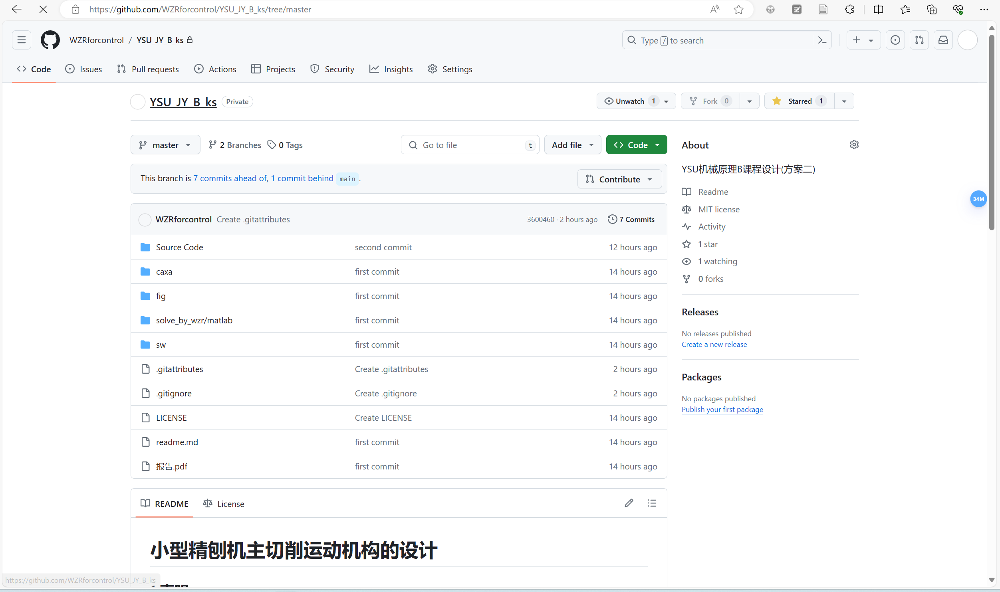 https://github.com/WZRforcontrol/YSU_JY_B_ks/tree/master
WZRforcontrol / YSU_JY_B_ks
Type / to search
Code Issues Pull requests Actions Projects Security Insights Settings
YSU_JY_B_ks Private
Unwatch 1 Fork 0 Starred 1
master 2 Branches 0 Tags Go to file t Add file Code
About
This branch is 7 commits ahead of, 1 commit behind main .
Contribute
YSU机械原理B课程设计(方案二)
Readme
MIT license
Activity
1 star
1 watching
0 forks
34M
WZRforcontrol Create .gitattributes 3600460 · 2 hours ago 7 Commits
Source Code second commit 12 hours ago
caxa first commit 14 hours ago
fig first commit 14 hours ago
solve_by_wzr/matlab first commit 14 hours ago
sw first commit 14 hours ago
.gitattributes Create .gitattributes 2 hours ago
.gitignore Create .gitignore 2 hours ago
LICENSE Create LICENSE 14 hours ago
readme.md first commit 14 hours ago
报告.pdf first commit 14 hours ago
Releases
No releases published
Create a new release
Packages
No packages published
Publish your first package
README License
小型精刨机主切削运动机构的设计
https://github.com/WZRforcontrol/YSU_JY_B_ks